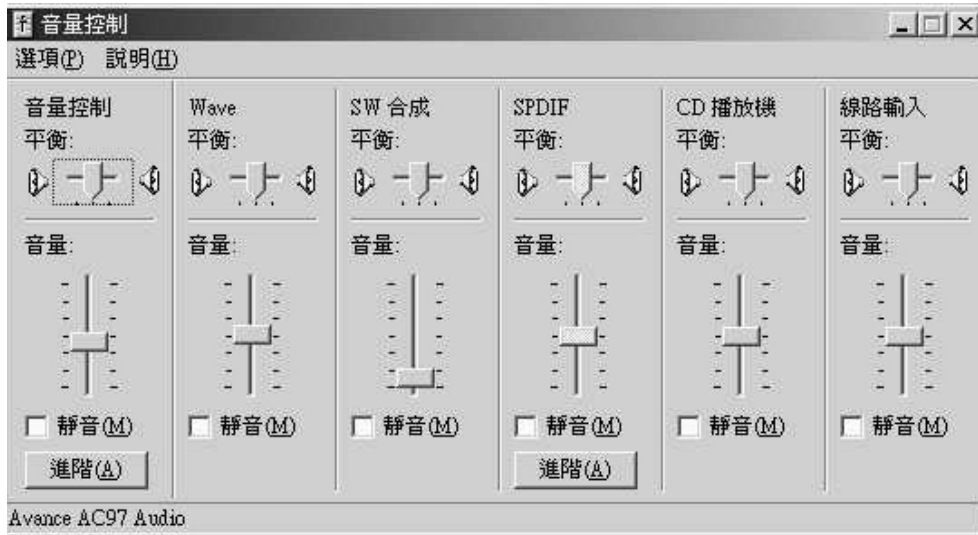 音量控制
選項(P) 說明(H)
音量控制
平衡:
音量:
靜音(M)
進階(A)
Wave
平衡:
音量:
靜音(M)
SW 合成
平衡:
音量:
靜音(M)
SPDIF
平衡:
音量:
靜音(M)
進階(A)
CD 播放機
平衡:
音量:
靜音(M)
線路輸入
平衡:
音量:
靜音(M)
Avance AC97 Audio